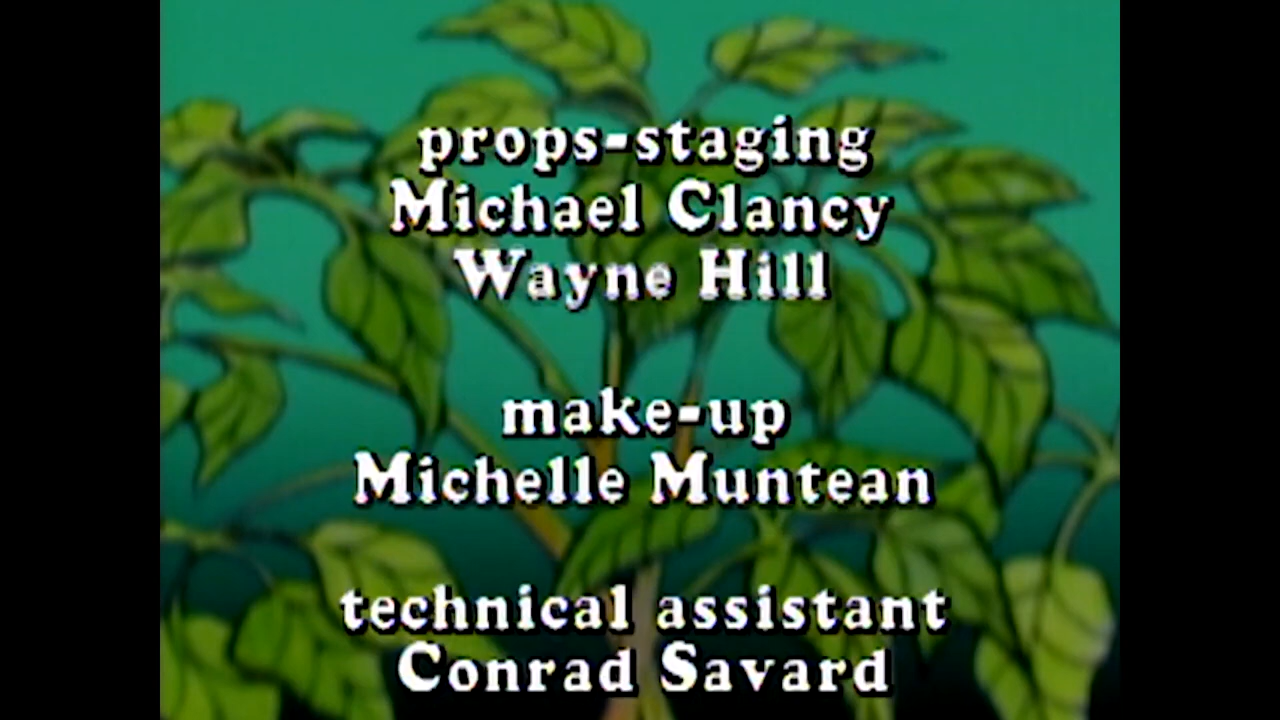 props-staging
Michael Clancy
Wayne Hill
make-up
Michelle Muntean
technical assistant
Conrad Savard